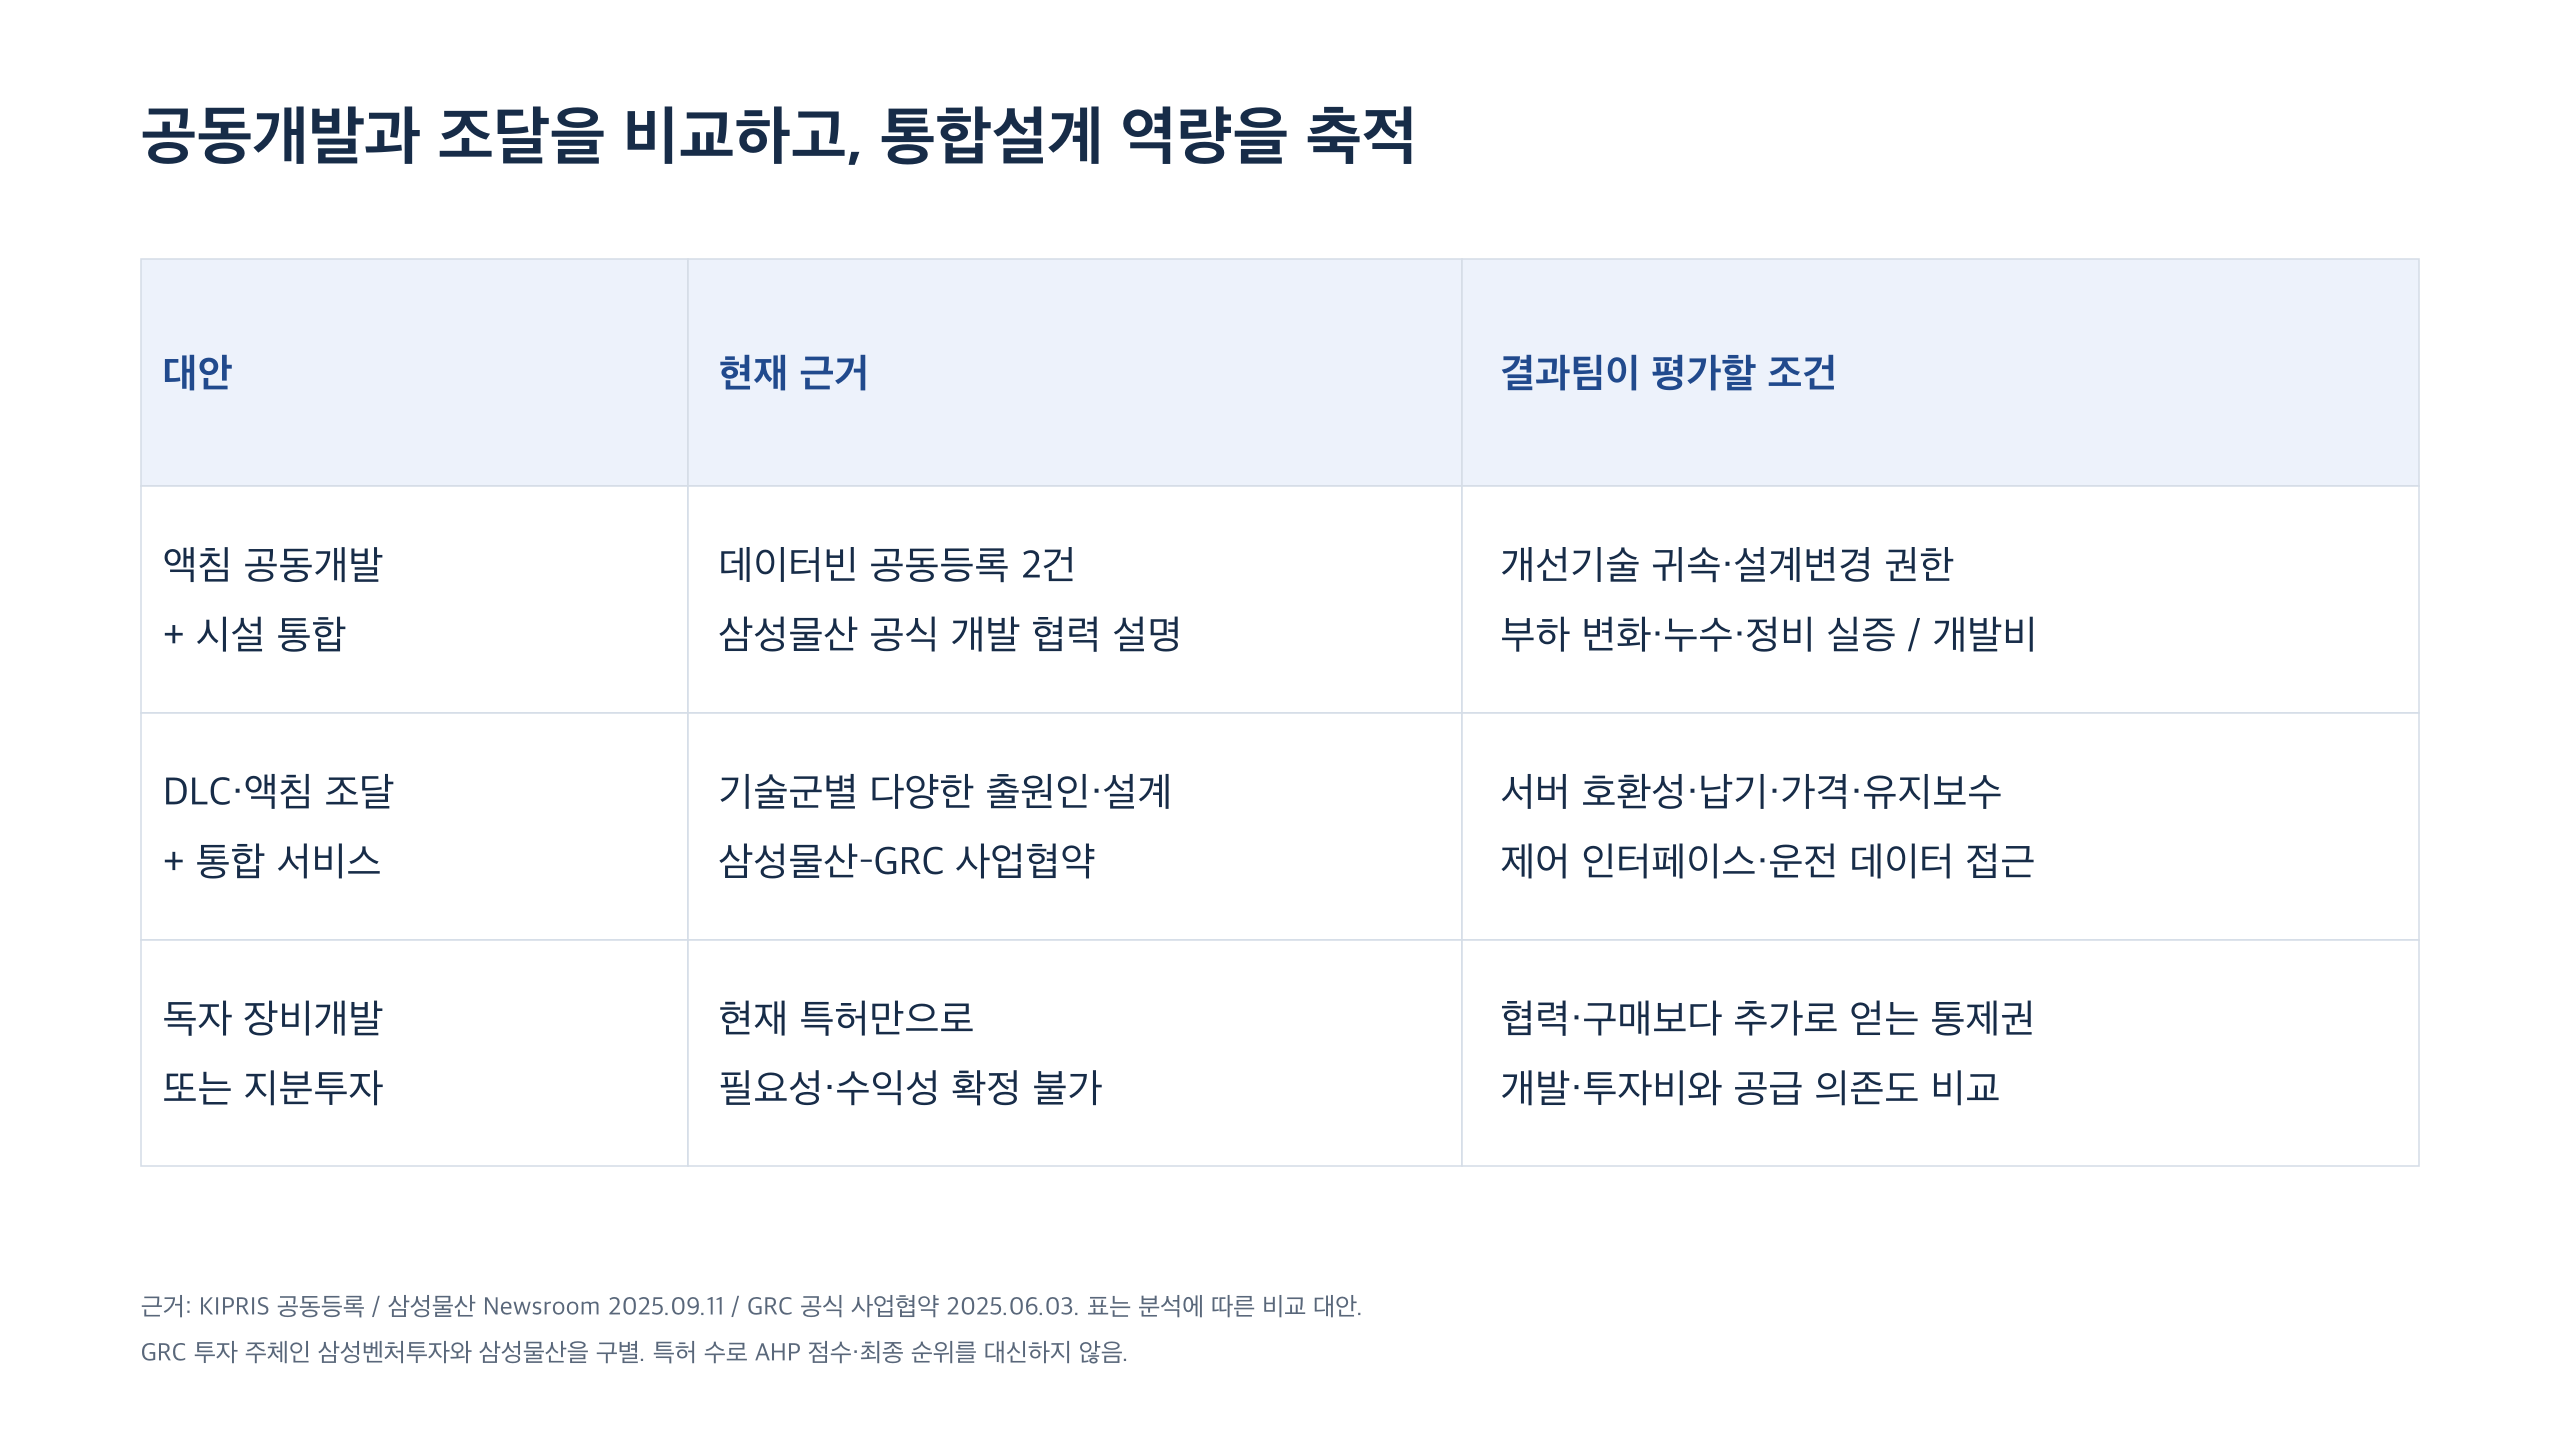 공동개발과 조달을 비교하고, 통합설계 역량을 축적
대안
현재 근거
결과팀이 평가할 조건
액침 공동개발
+ 시설 통합
데이터빈 공동등록 2건
삼성물산 공식 개발 협력 설명
개선기술 귀속·설계변경 권한
부하 변화·누수·정비 실증 / 개발비
DLC·액침 조달
+ 통합 서비스
기술군별 다양한 출원인·설계
삼성물산-GRC 사업협약
서버 호환성·납기·가격·유지보수
제어 인터페이스·운전 데이터 접근
독자 장비개발
또는 지분투자
현재 특허만으로
필요성·수익성 확정 불가
협력·구매보다 추가로 얻는 통제권
개발·투자비와 공급 의존도 비교
근거: KIPRIS 공동등록 / 삼성물산 Newsroom 2025.09.11 / GRC 공식 사업협약 2025.06.03. 표는 분석에 따른 비교 대안.
GRC 투자 주체인 삼성벤처투자와 삼성물산을 구별. 특허 수로 AHP 점수·최종 순위를 대신하지 않음.